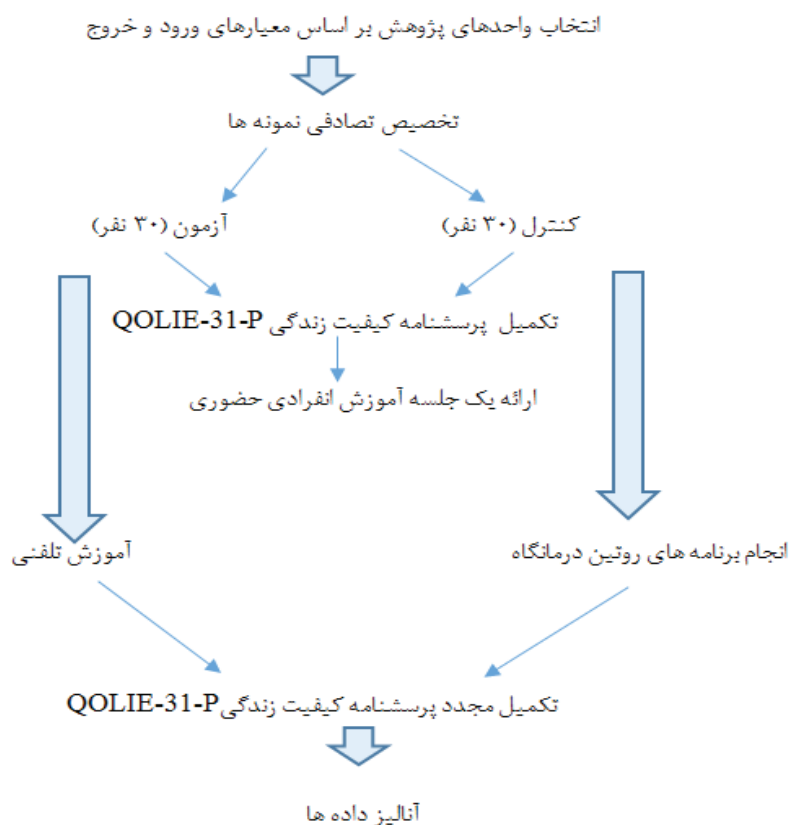 انتخاب واحدهای پژوهش بر اساس معیارهای ورود و خروج
تخصیص تصادفی نمونه ها
کنترل (۳۰ نفر)
آزمون (۳۰ نفر)
تکمیل پرسشنامه کیفیت زندگی QOLIE-31-P
ارائه یک جلسه آموزش انفرادی حضوری
انجام برنامه های روتین درمانگاه
آموزش تلفنی
تکمیل مجدد پرسشنامه کیفیت زندگیQOLIE-31-P
آنالیز داده ها